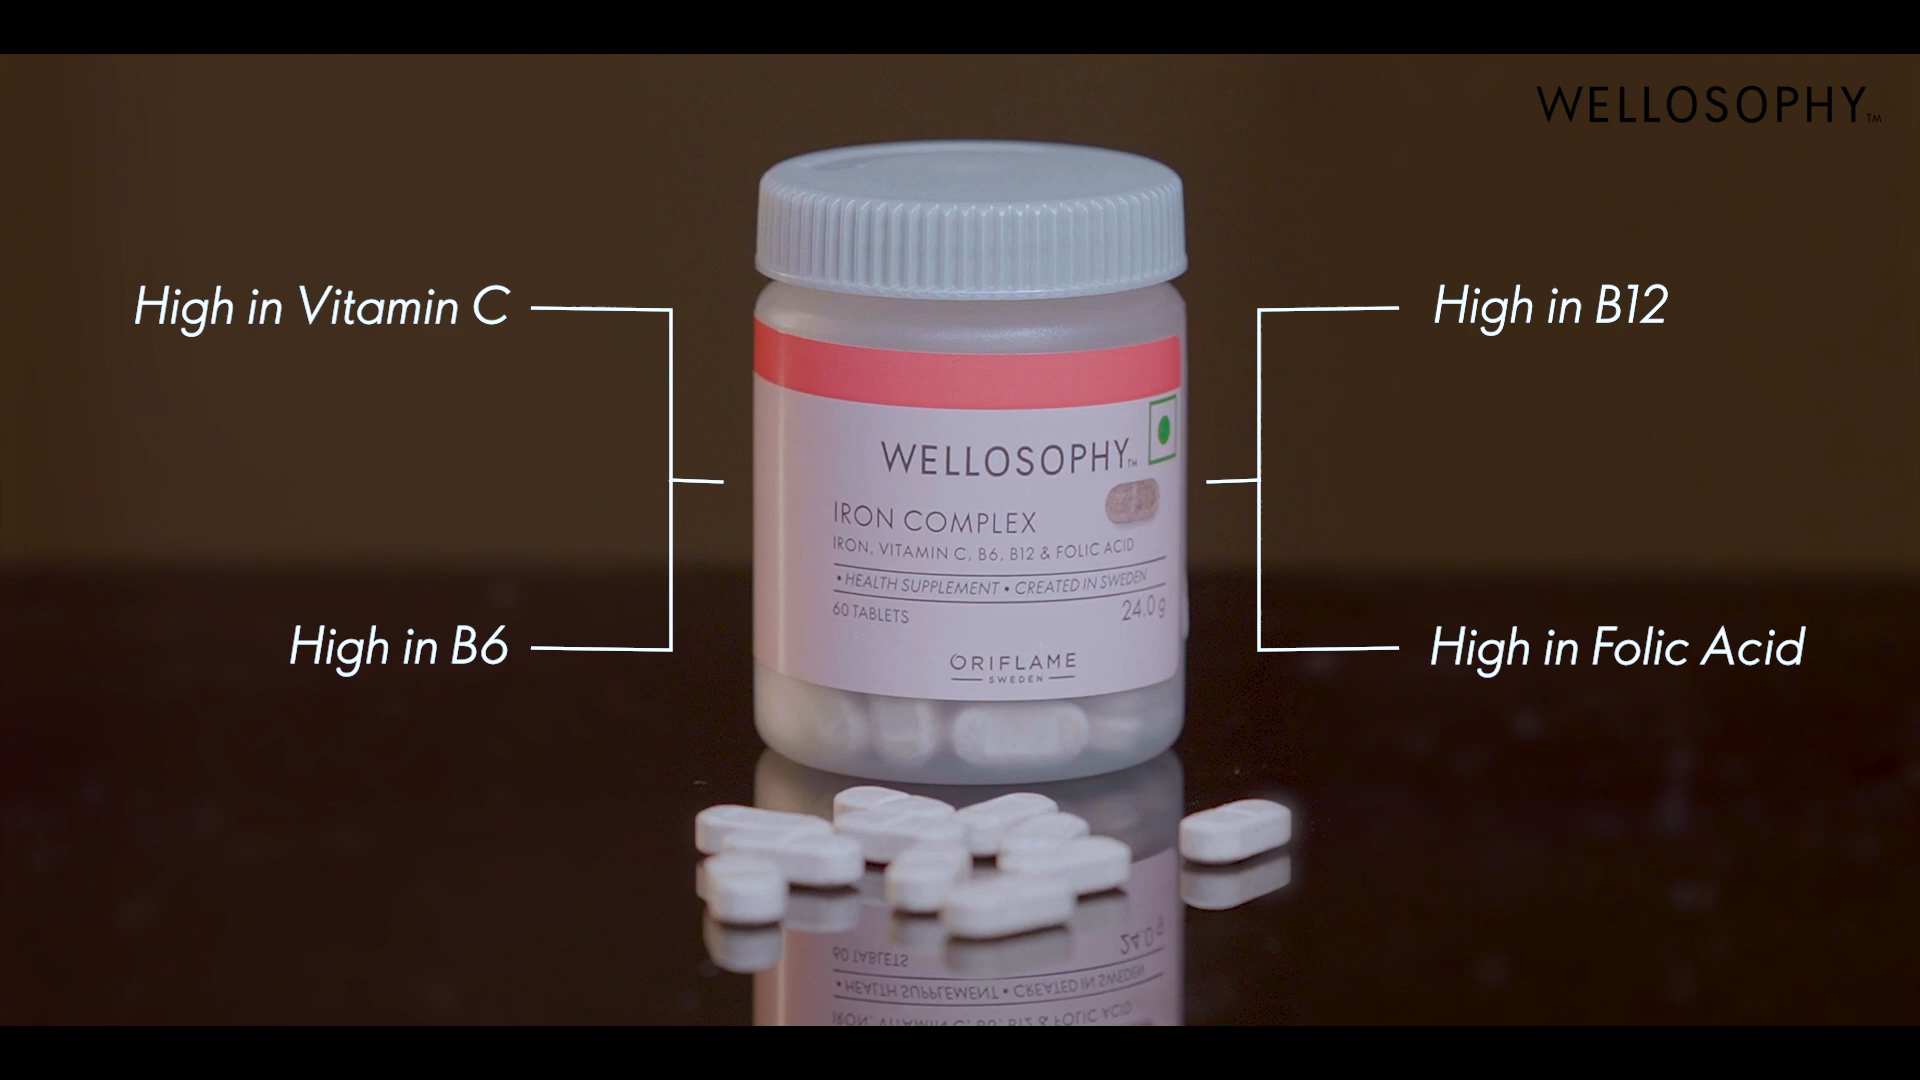 WELLOSOPHY™
High in Vitamin C
High in B12
High in B6
High in Folic Acid
WELLOSOPHY™
IRON COMPLEX
IRON, VITAMIN C, B6, B12 & FOLIC ACID
• HEALTH SUPPLEMENT • CREATED IN SWEDEN
60 TABLETS 24.0 g
ORIFLAME
SWEDEN